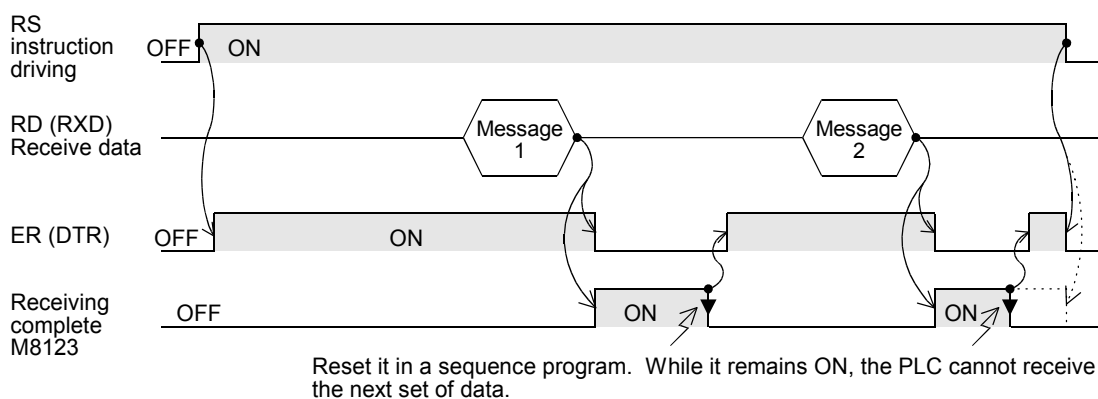 RS
instruction
driving
OFF
ON
RD (RXD)
Receive data
Message
1
Message
2
ER (DTR)
OFF
ON
Receiving
complete
M8123
OFF
ON
ON
Reset it in a sequence program. While it remains ON, the PLC cannot receive
the next set of data.